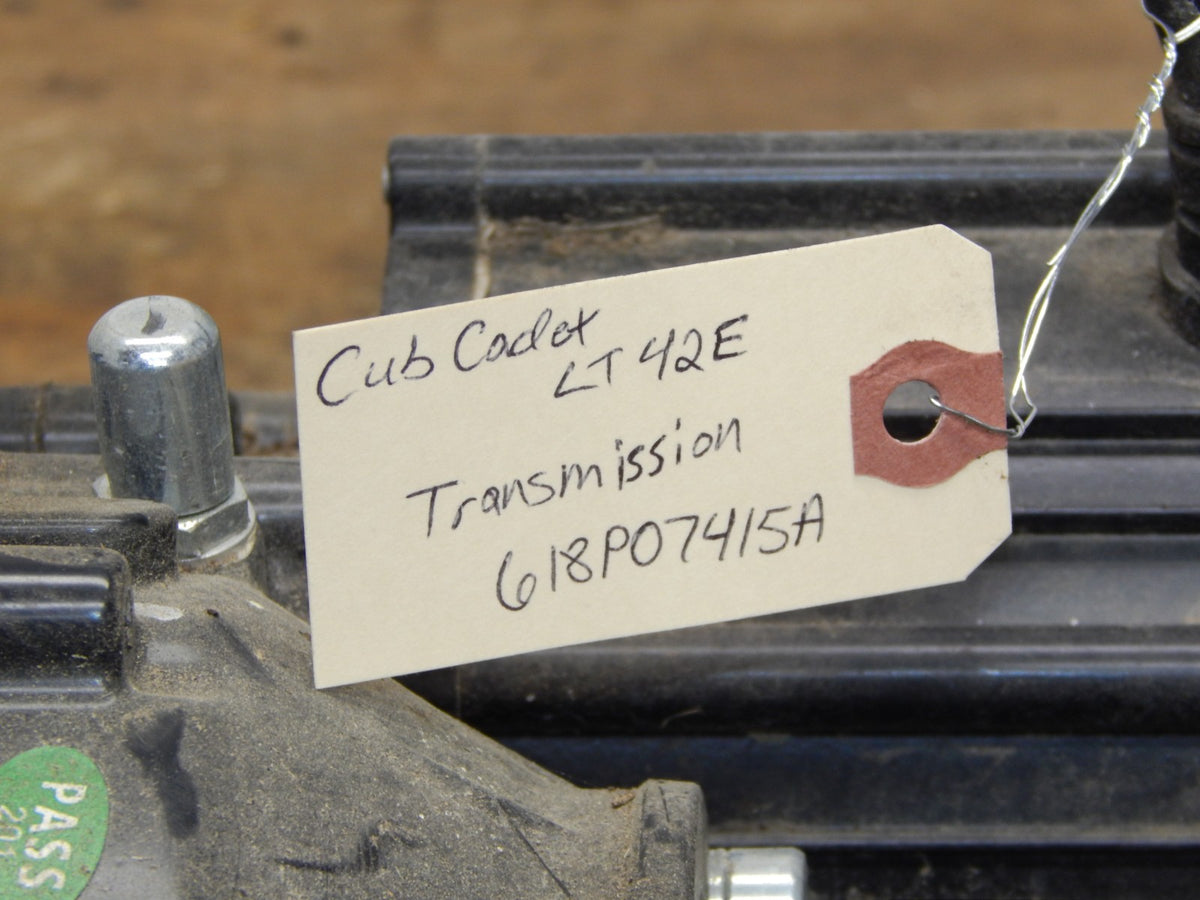 Cub Cadet
LT 42E
Transmission
618P07415A
PASS